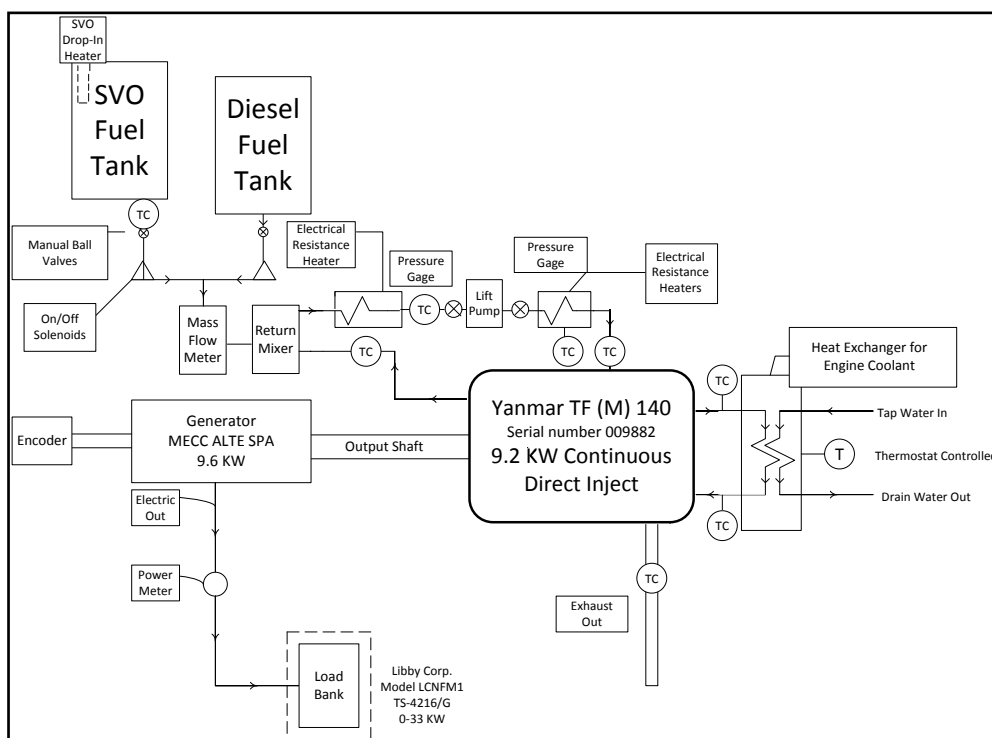 SVO
Drop-In
Heater
SVO
Fuel
Tank
Diesel
Fuel
Tank
TC
Manual Ball
Valves
On/Off
Solenoids
Electrical
Resistance
Heater
Pressure
Gage
Pressure
Gage
Electrical
Resistance
Heaters
TC
Lift
Pump
Mass
Flow
Meter
Return
Mixer
TC
TC
TC
Heat Exchanger for
Engine Coolant
TC
Yanmar TF (M) 140
Serial number 009882
9.2 KW Continuous
Direct Inject
Tap Water In
T
Thermostat Controlled
Drain Water Out
TC
Encoder
Generator
MECC ALTE SPA
9.6 KW
Output Shaft
Electric
Out
Power
Meter
TC
Exhaust
Out
Load
Bank
Libby Corp.
Model LCNFM1
TS-4216/G
0-33 KW